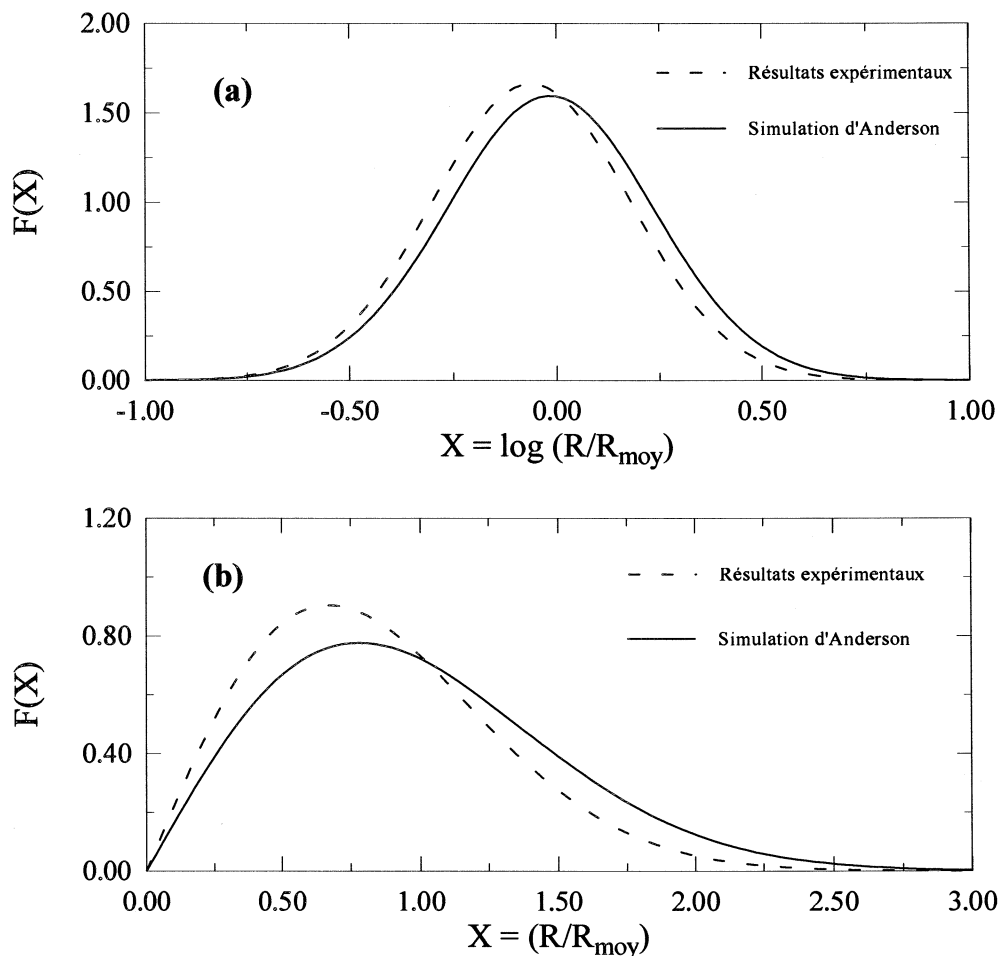 2.00
(a)
Résultats expérimentaux
1.50
Simulation d'Anderson
F(X)
1.00
0.50
0.00
-1.00 -0.50 0.00 0.50 1.00
X = log (R/Rmoy)
1.20
(b)
Résultats expérimentaux
0.80
Simulation d'Anderson
F(X)
0.40
0.00
0.00 0.50 1.00 1.50 2.00 2.50 3.00
X = (R/Rmoy)